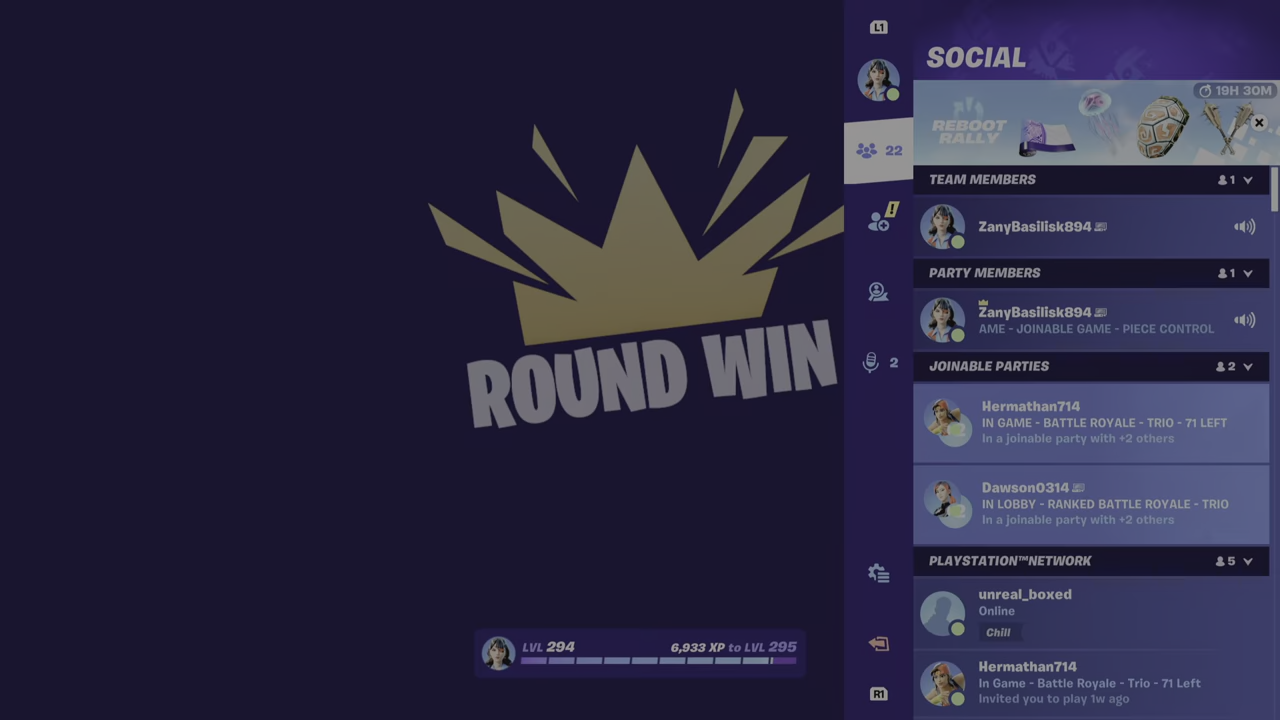 L1
SOCIAL
19H 30M
REBOOT
RALLY
22
TEAM MEMBERS
1
ZanyBasilisk894
PARTY MEMBERS
1
ZanyBasilisk894
AME - JOINABLE GAME - PIECE CONTROL
2
JOINABLE PARTIES
2
Hermathan714
IN GAME - BATTLE ROYALE - TRIO - 71 LEFT
In a joinable party with +2 others
+2
Dawson0314
IN LOBBY - RANKED BATTLE ROYALE - TRIO
In a joinable party with +2 others
+2
PLAYSTATION™NETWORK
5
unreal_boxed
Online
Chill
Hermathan714
In Game - Battle Royale - Trio - 71 Left
Invited you to play 1w ago
R1
ROUND WIN
LVL 294
6,933 XP to LVL 295